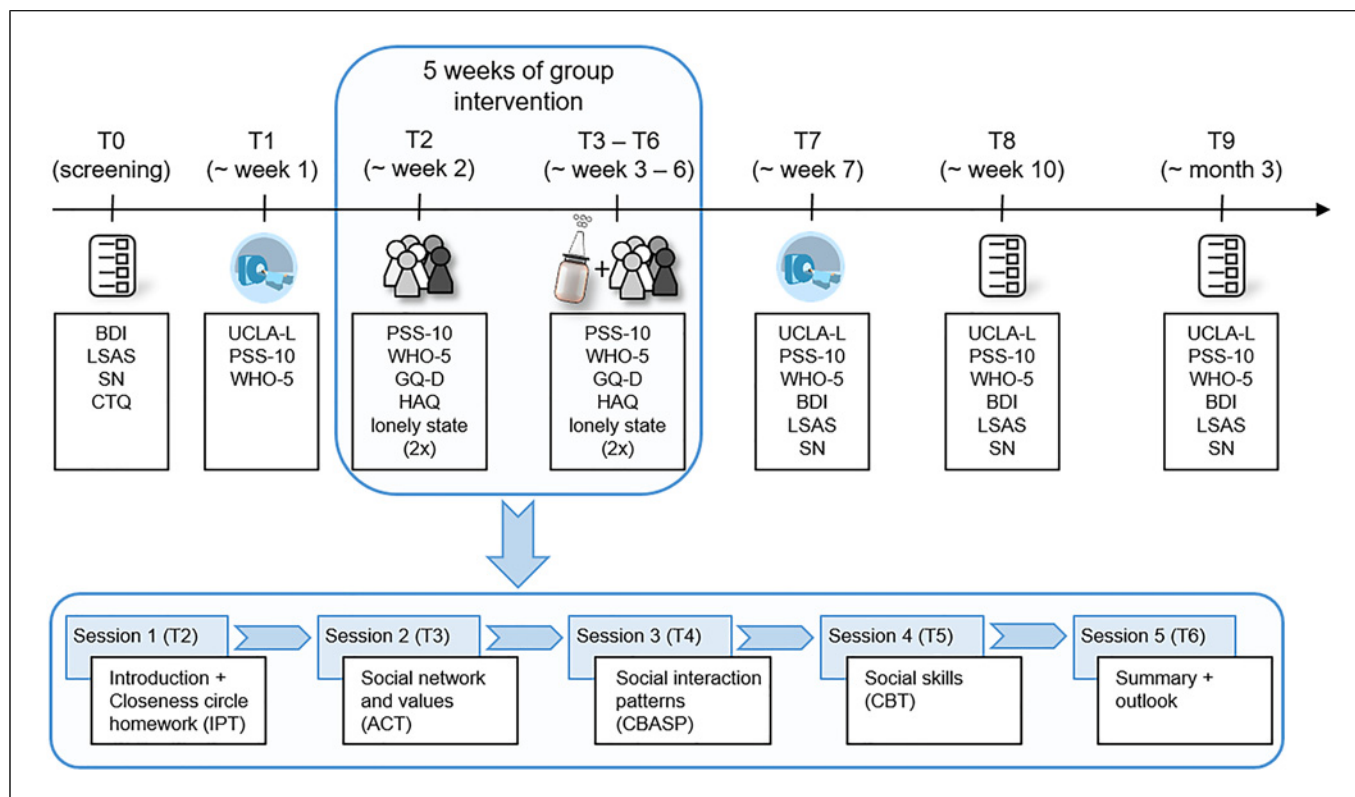 5 weeks of group
intervention
T0
(screening)
T1
(~ week 1)
T2
(~ week 2)
T3 – T6
(~ week 3 – 6)
T7
(~ week 7)
T8
(~ week 10)
T9
(~ month 3)
+
BDI
LSAS
SN
CTQ
UCLA-L
PSS-10
WHO-5
PSS-10
WHO-5
GQ-D
HAQ
lonely state
(2x)
PSS-10
WHO-5
GQ-D
HAQ
lonely state
(2x)
UCLA-L
PSS-10
WHO-5
BDI
LSAS
SN
UCLA-L
PSS-10
WHO-5
BDI
LSAS
SN
UCLA-L
PSS-10
WHO-5
BDI
LSAS
SN
Session 1 (T2)
Introduction +
Closeness circle
homework (IPT)
Session 2 (T3)
Social network
and values
(ACT)
Session 3 (T4)
Social interaction
patterns
(CBASP)
Session 4 (T5)
Social skills
(CBT)
Session 5 (T6)
Summary +
outlook